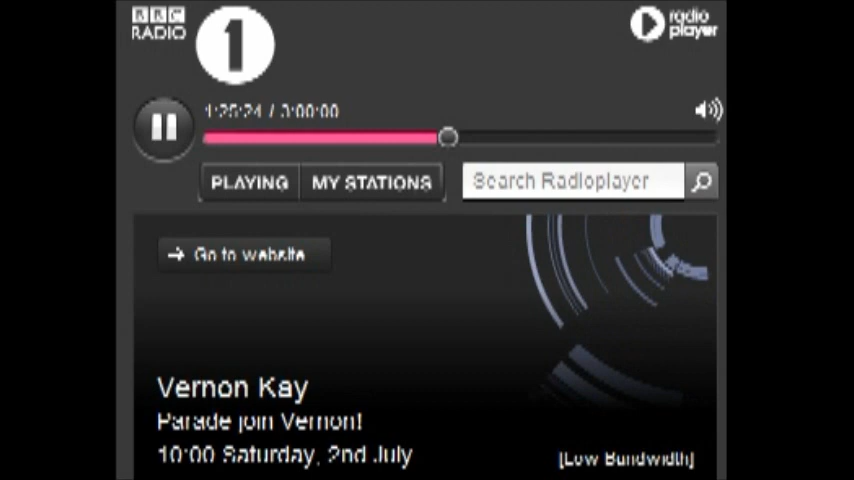 BBC
RADIO 1
radio
player
1:25:24 / 3:00:00
PLAYING MY STATIONS Search Radioplayer
Go to website
Vernon Kay
Parade join Vernon!
10:00 Saturday, 2nd July
[Low Bandwidth]